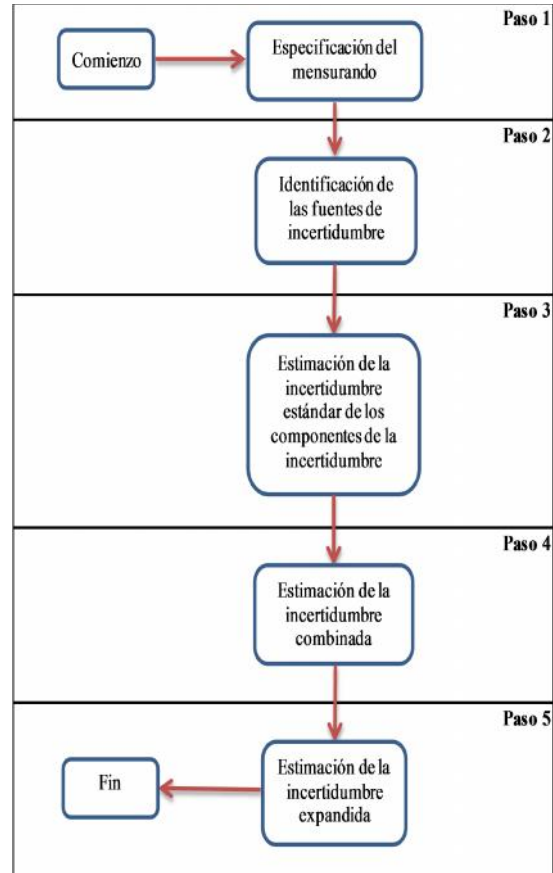 Paso 1
Comienzo
Especificación del
mensurando
Paso 2
Identificación de
las fuentes de
incertidumbre
Paso 3
Estimación de la
incertidumbre
estándar de los
componentes de la
incertidumbre
Paso 4
Estimación de la
incertidumbre
combinada
Paso 5
Fin
Estimación de la
incertidumbre
expandida